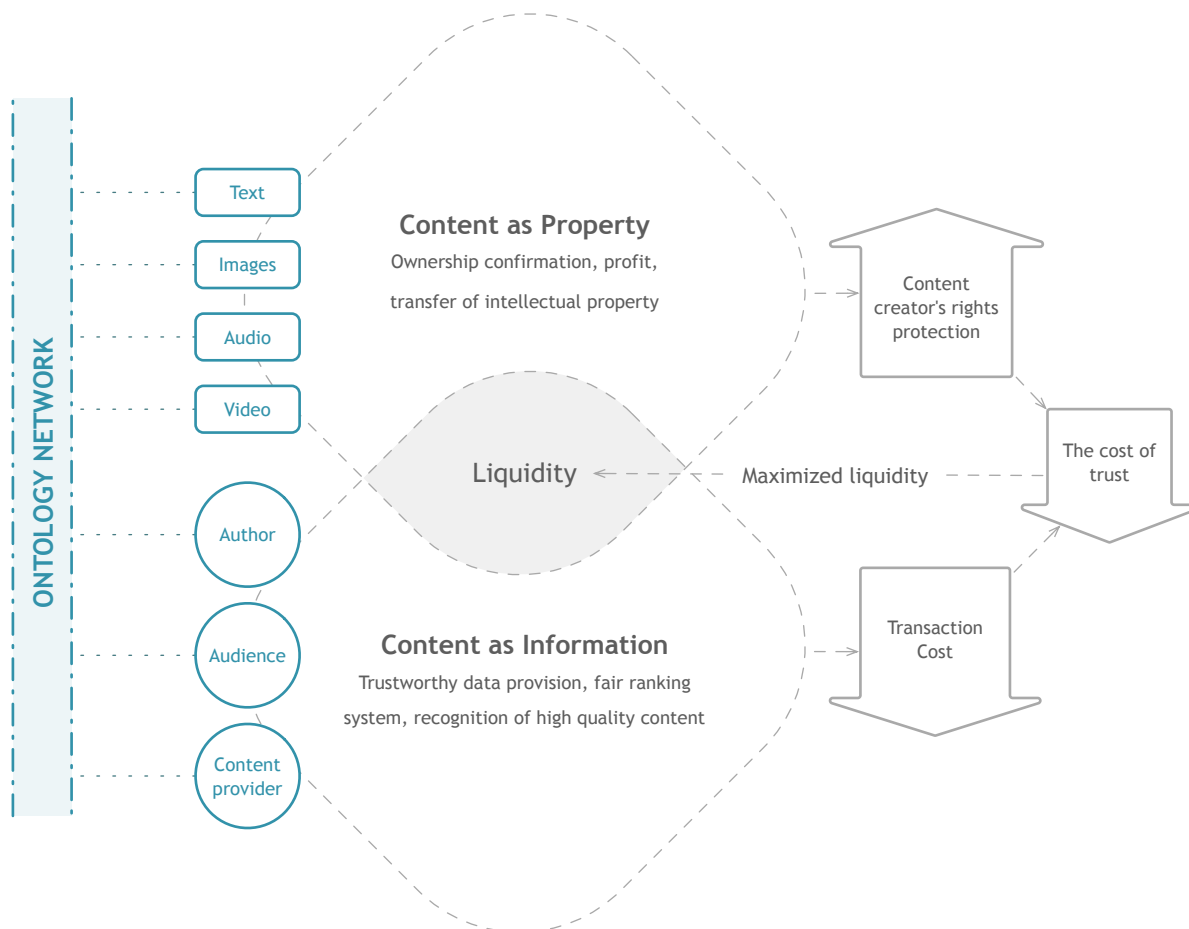 ONTOLOGY NETWORK
Text
Images
Audio
Video
Author
Audience
Content
provider
Content as Property
Ownership confirmation, profit,
transfer of intellectual property
Liquidity
Maximized liquidity
Content as Information
Trustworthy data provision, fair ranking
system, recognition of high quality content
Content
creator's rights
protection
The cost of
trust
Transaction
Cost